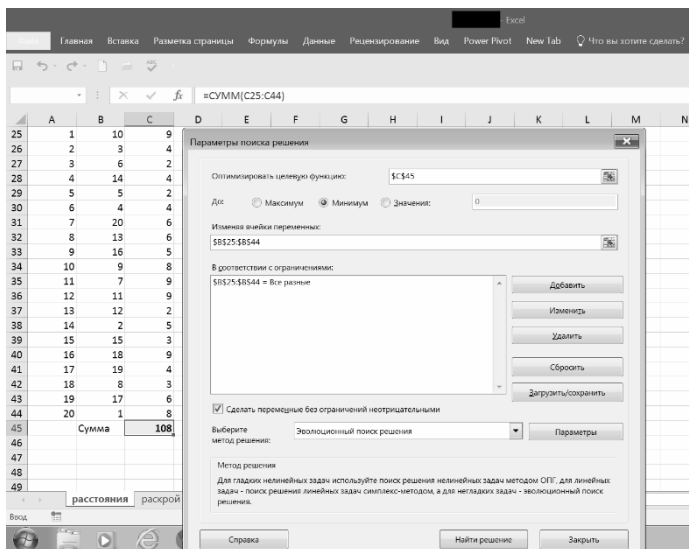 - Excel
Главная Вставка Разметка страницы Формулы Данные Рецензирование Вид Power Pivot New Tab Что вы хотите сделать?
fx =СУММ(C25:C44)
A B C D E F G H I J K L M N
25 1 10 9
26 2 3 4
27 3 6 2
28 4 14 4
29 5 5 2
30 6 4 4
31 7 20 6
32 8 13 6
33 9 16 5
34 10 9 8
35 11 7 9
36 12 11 9
37 13 12 2
38 14 2 5
39 15 15 3
40 16 18 9
41 17 19 4
42 18 8 3
43 19 17 6
44 20 1 8
45 Сумма 108
46
47
48
49
расстояния раскрой
Ввод
Параметры поиска решения
Оптимизировать целевую функцию: $C$45
До: Максимум Минимум Значения: 0
Изменяя ячейки переменных:
$B$25:$B$44
В соответствии с ограничениями:
$B$25:$B$44 = Все разные
Добавить
Изменить
Удалить
Сбросить
Загрузить/сохранить
Сделать переменные без ограничений неотрицательными
Выберите
метод решения:
Эволюционный поиск решения
Параметры
Метод решения
Для гладких нелинейных задач используйте поиск решения нелинейных задач методом ОПГ, для линейных
задач - поиск решения линейных задач симплекс-методом, а для негладких задач - эволюционный поиск
решения.
Справка Найти решение Закрыть